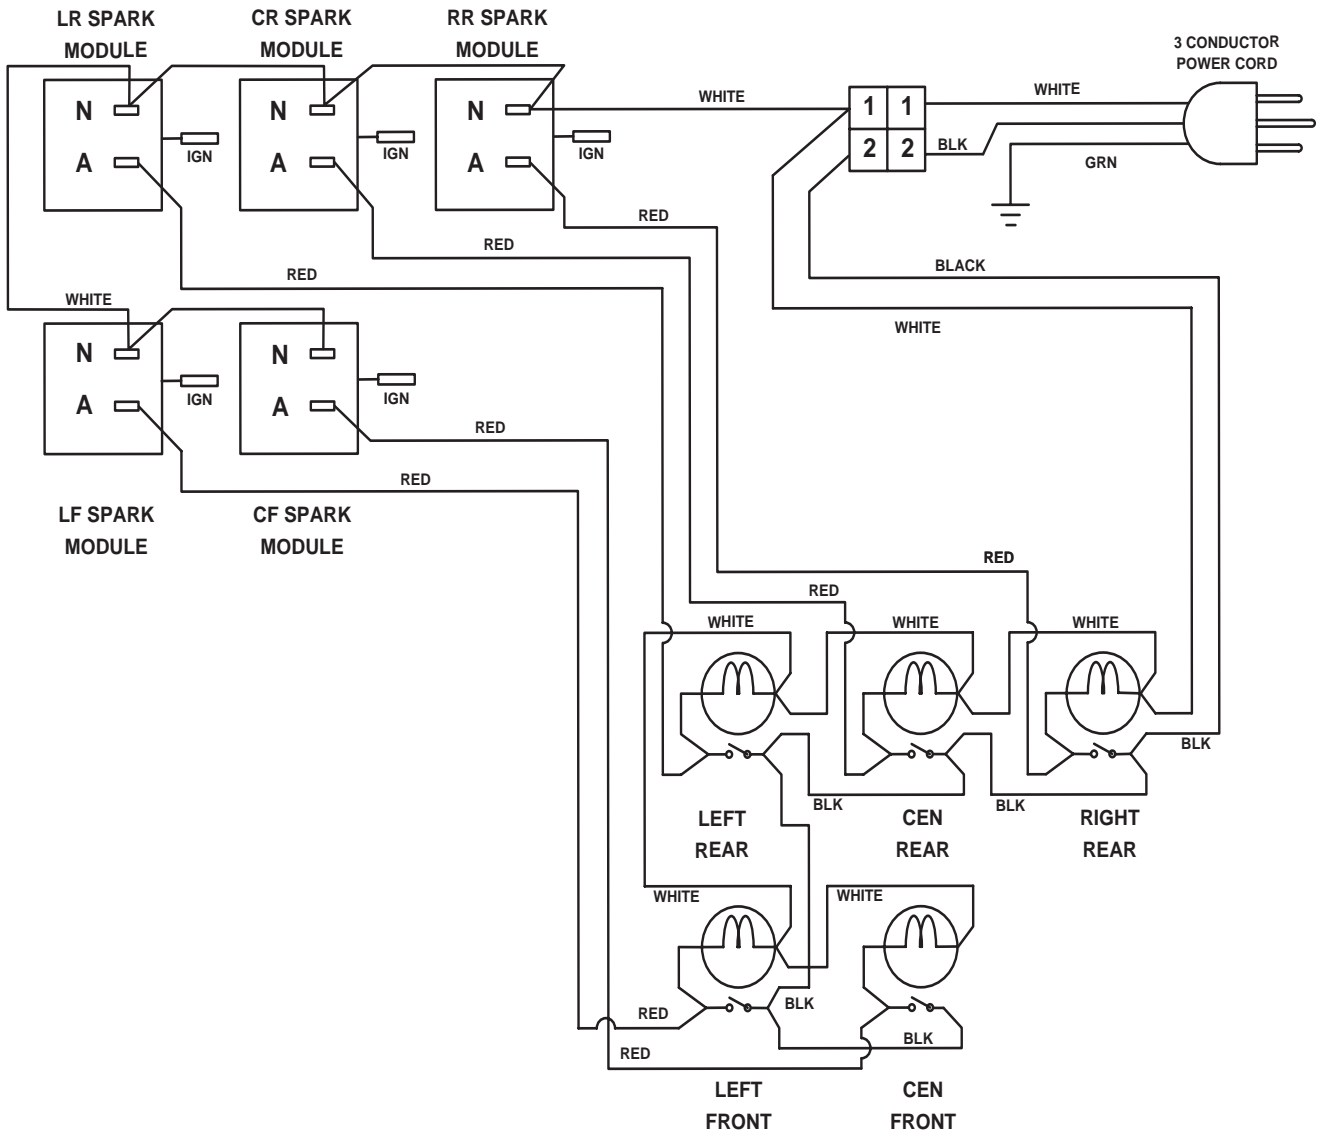 LR SPARK
MODULE
CR SPARK
MODULE
RR SPARK
MODULE
3 CONDUCTOR
POWER CORD
N
A
IGN
N
A
IGN
N
A
IGN
WHITE
1 1
2 2
WHITE
BLK
GRN
RED
RED
RED
BLACK
WHITE
WHITE
N
A
IGN
N
A
IGN
RED
RED
LF SPARK
MODULE
CF SPARK
MODULE
RED
RED
WHITE
WHITE
WHITE
BLK
BLK
BLK
LEFT
REAR
CEN
REAR
RIGHT
REAR
WHITE
WHITE
BLK
RED
BLK
RED
LEFT
FRONT
CEN
FRONT